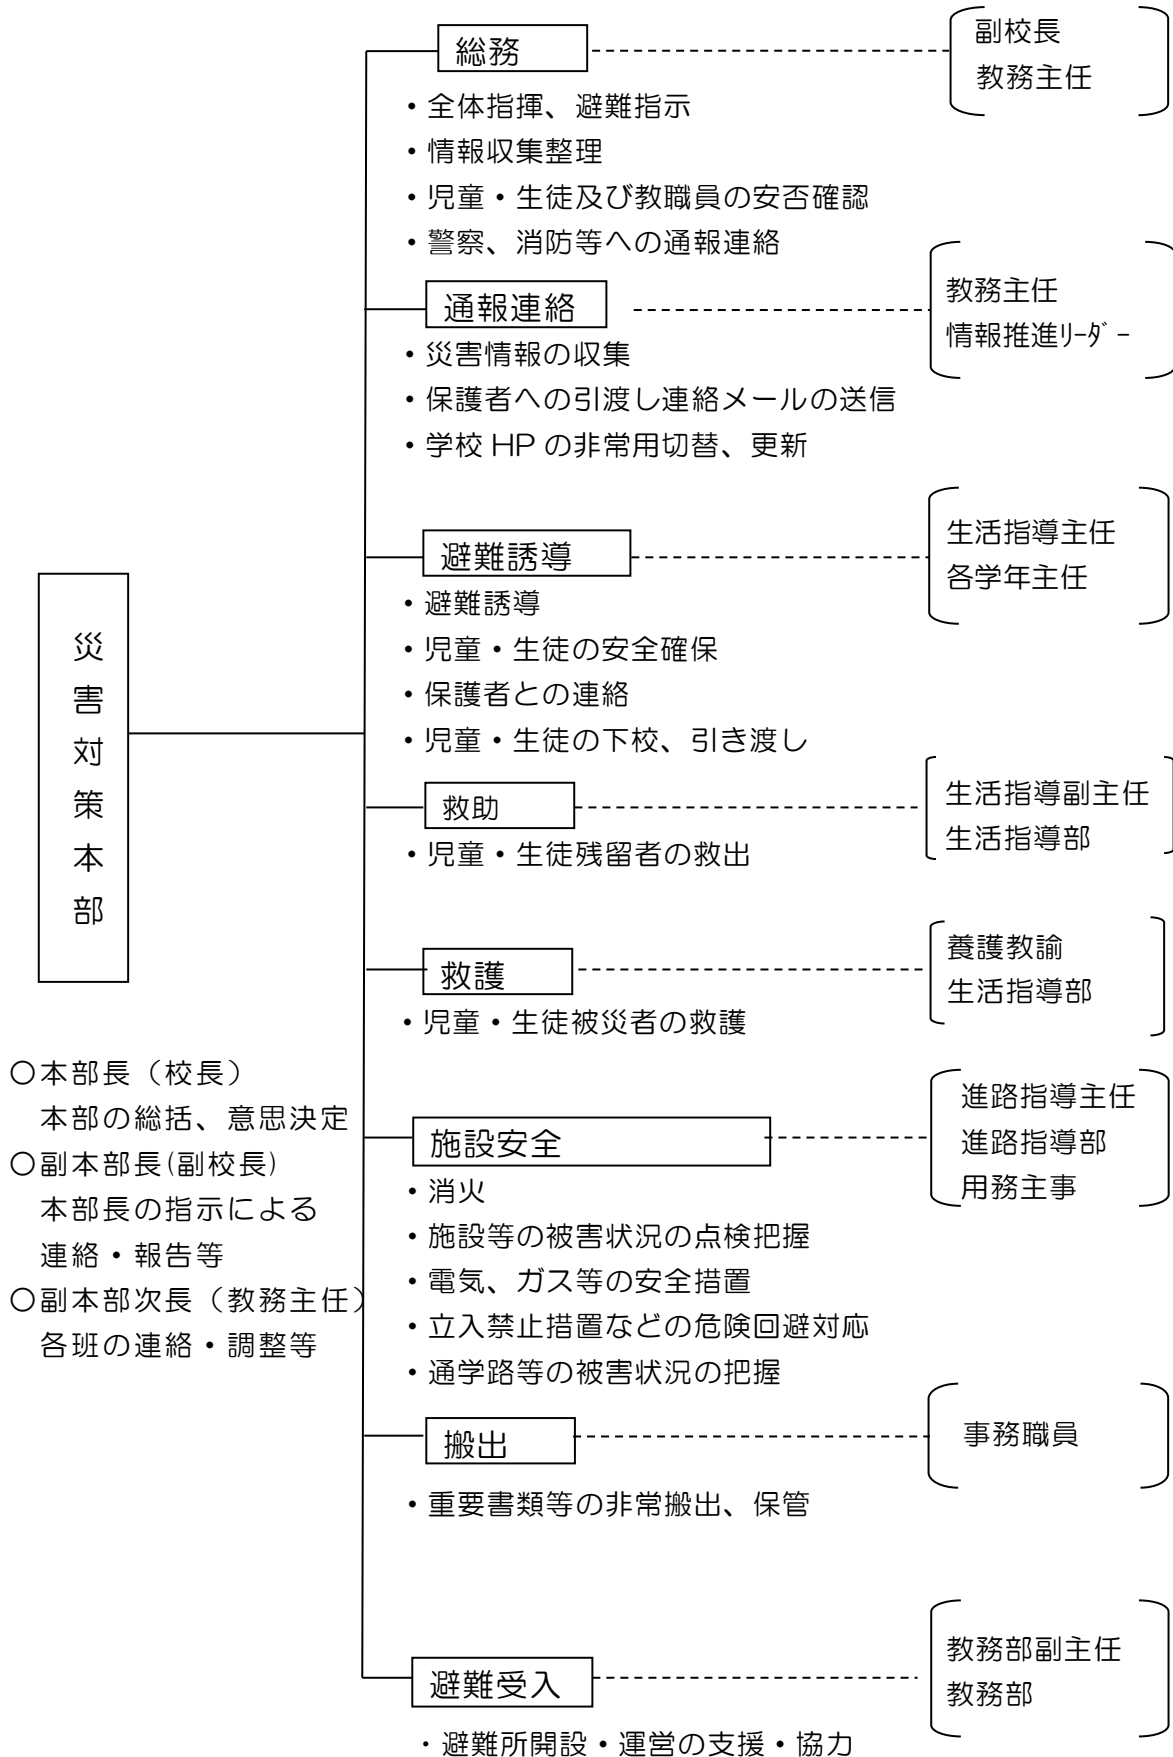 総務
副校長
教務主任
・全体指揮、避難指示
・情報収集整理
・児童・生徒及び教職員の安否確認
・警察、消防等への通報連絡
通報連絡
教務主任
情報推進ﾘｰﾀﾞｰ
・災害情報の収集
・保護者への引渡し連絡メールの送信
・学校 HP の非常用切替、更新
避難誘導
生活指導主任
各学年主任
・避難誘導
・児童・生徒の安全確保
・保護者との連絡
・児童・生徒の下校、引き渡し
災害対策本部
救助
生活指導副主任
生活指導部
・児童・生徒残留者の救出
救護
養護教諭
生活指導部
・児童・生徒被災者の救護
〇本部長（校長）
本部の総括、意思決定
〇副本部長(副校長)
本部長の指示による
連絡・報告等
〇副本部次長（教務主任）
各班の連絡・調整等
施設安全
進路指導主任
進路指導部
用務主事
・消火
・施設等の被害状況の点検把握
・電気、ガス等の安全措置
・立入禁止措置などの危険回避対応
・通学路等の被害状況の把握
搬出
事務職員
・重要書類等の非常搬出、保管
避難受入
教務部副主任
教務部
・避難所開設・運営の支援・協力